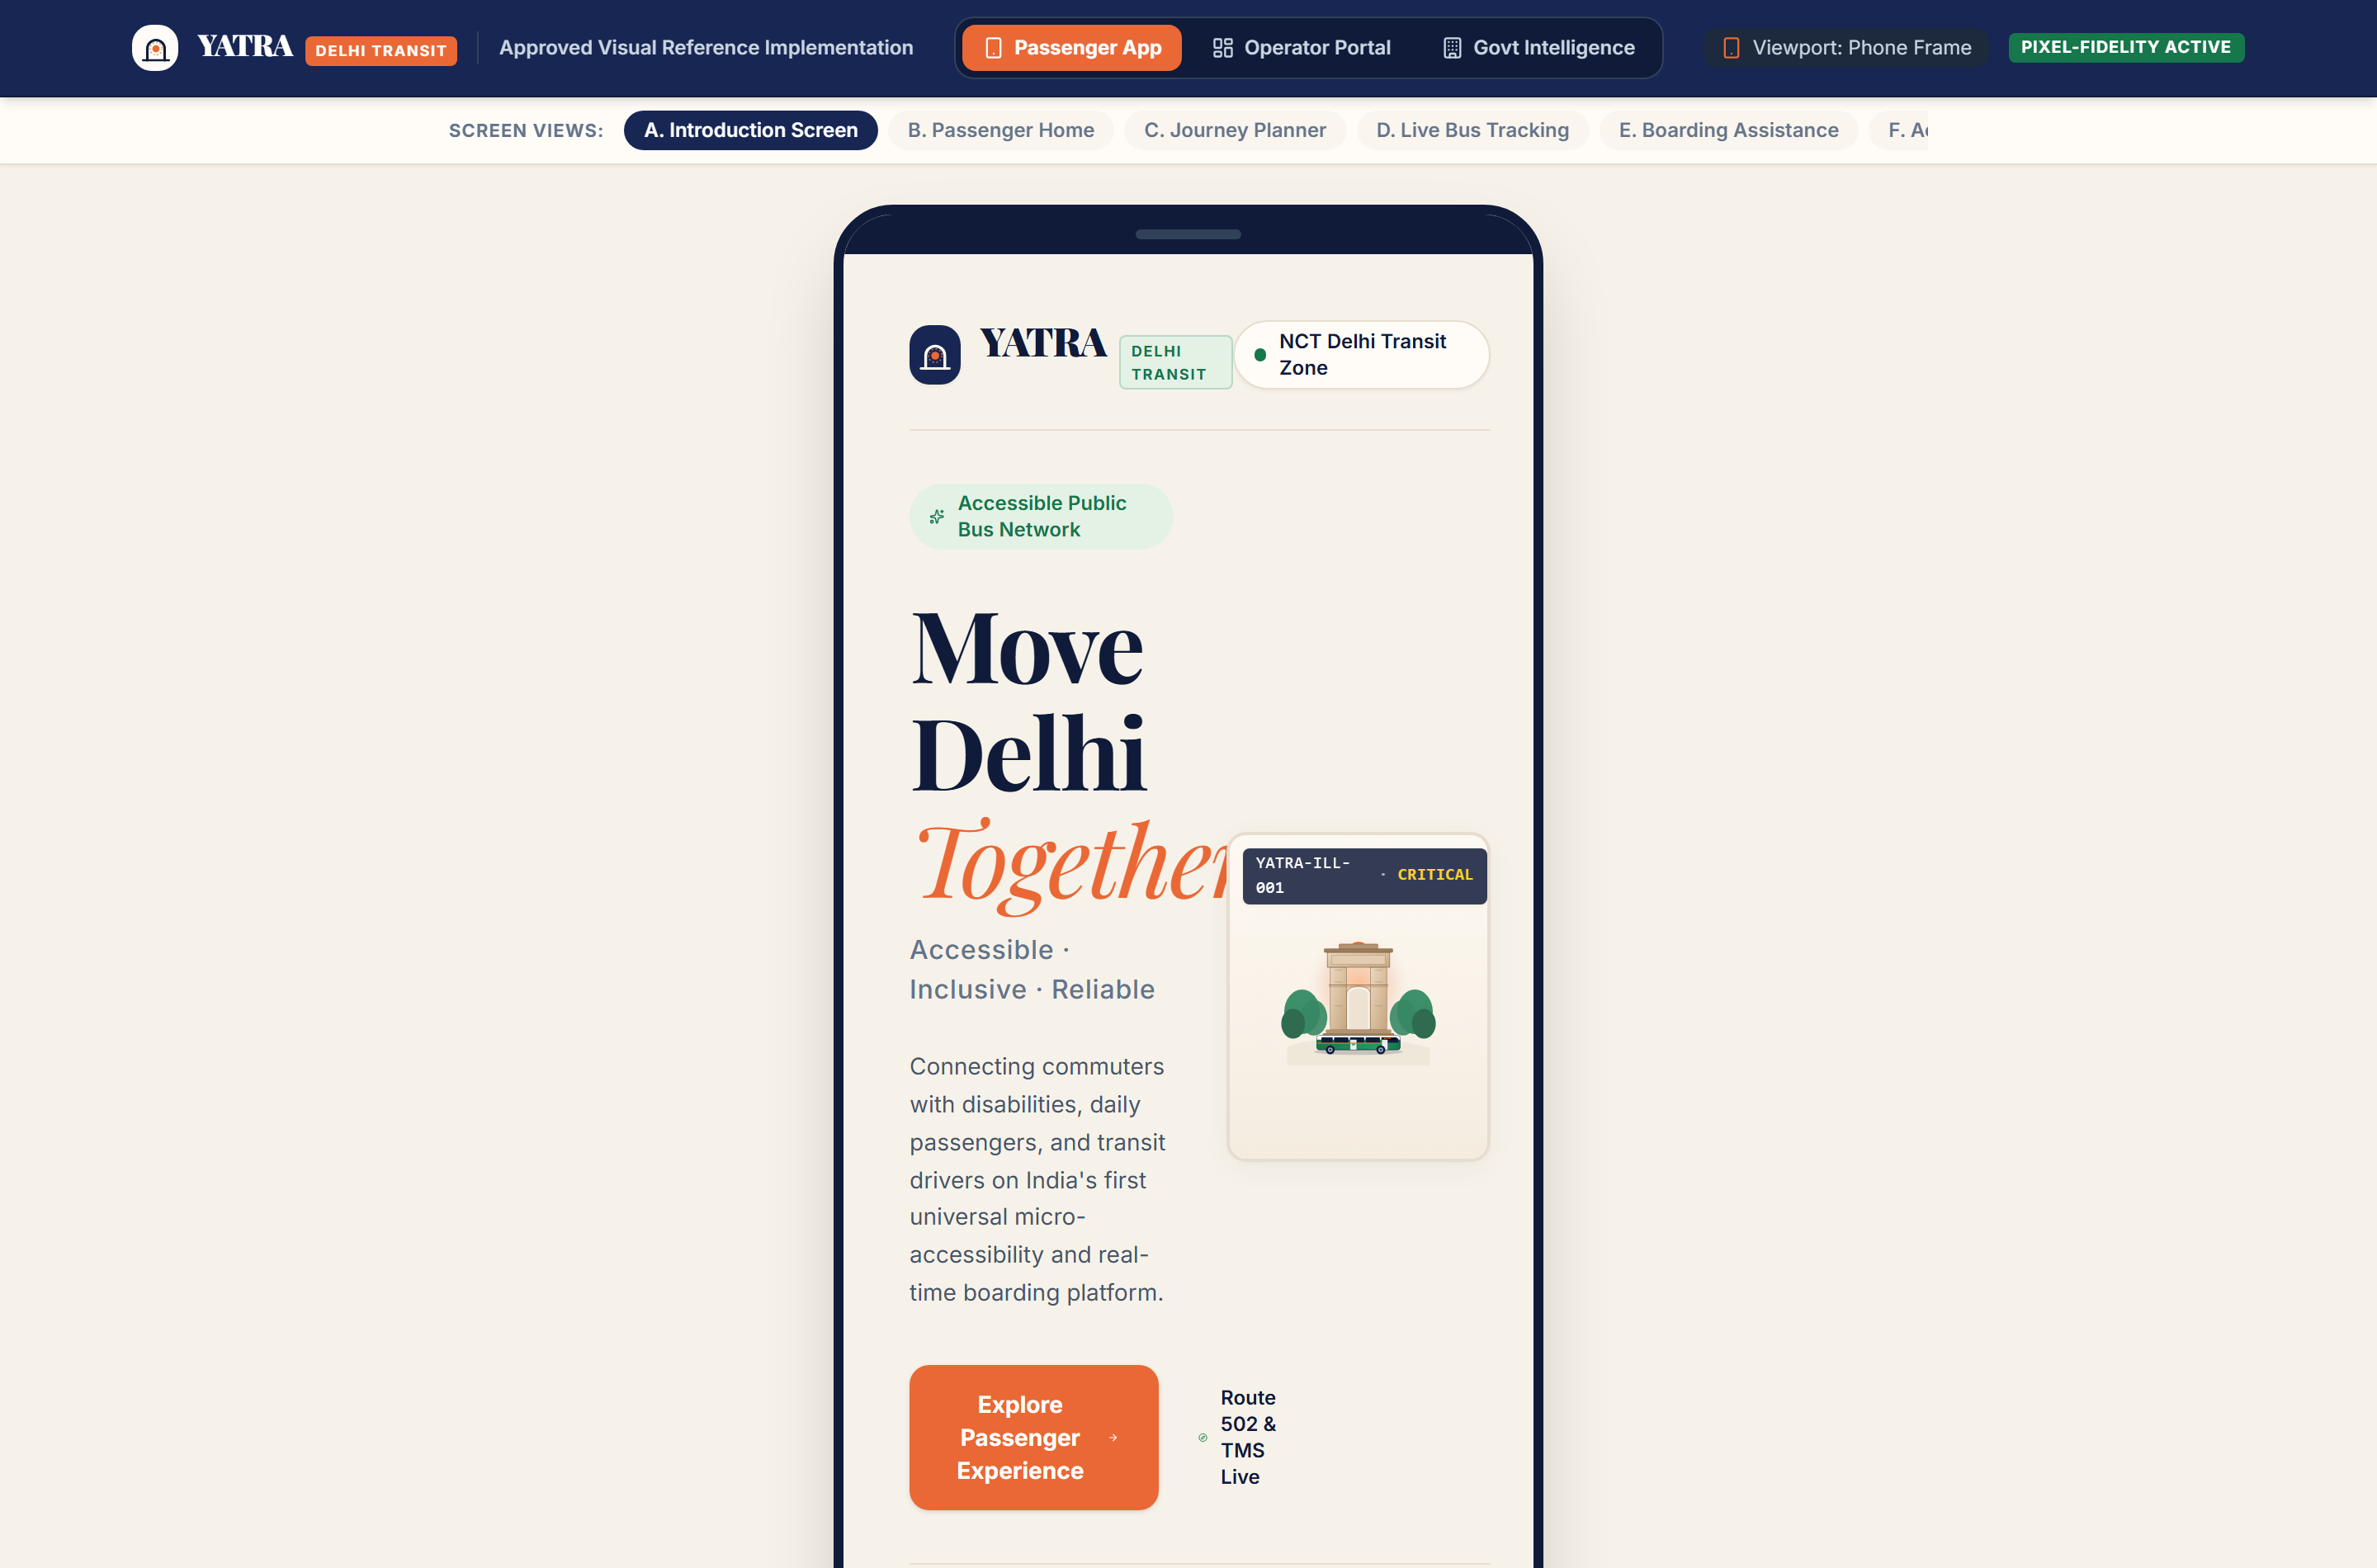 YATRA DELHI TRANSIT Approved Visual Reference Implementation Passenger App Operator Portal Govt Intelligence Viewport: Phone Frame PIXEL-FIDELITY ACTIVE
SCREEN VIEWS: A. Introduction Screen B. Passenger Home C. Journey Planner D. Live Bus Tracking E. Boarding Assistance F.
YATRA
DELHI
TRANSIT
NCT Delhi Transit
Zone
Accessible Public
Bus Network
Move
Delhi
Together
YATRA-ILL-
001
· CRITICAL
Accessible ·
Inclusive · Reliable
Connecting commuters
with disabilities, daily
passengers, and transit
drivers on India's first
universal micro-
accessibility and real-
time boarding platform.
Explore
Passenger
Experience
Route
502 &
TMS
Live